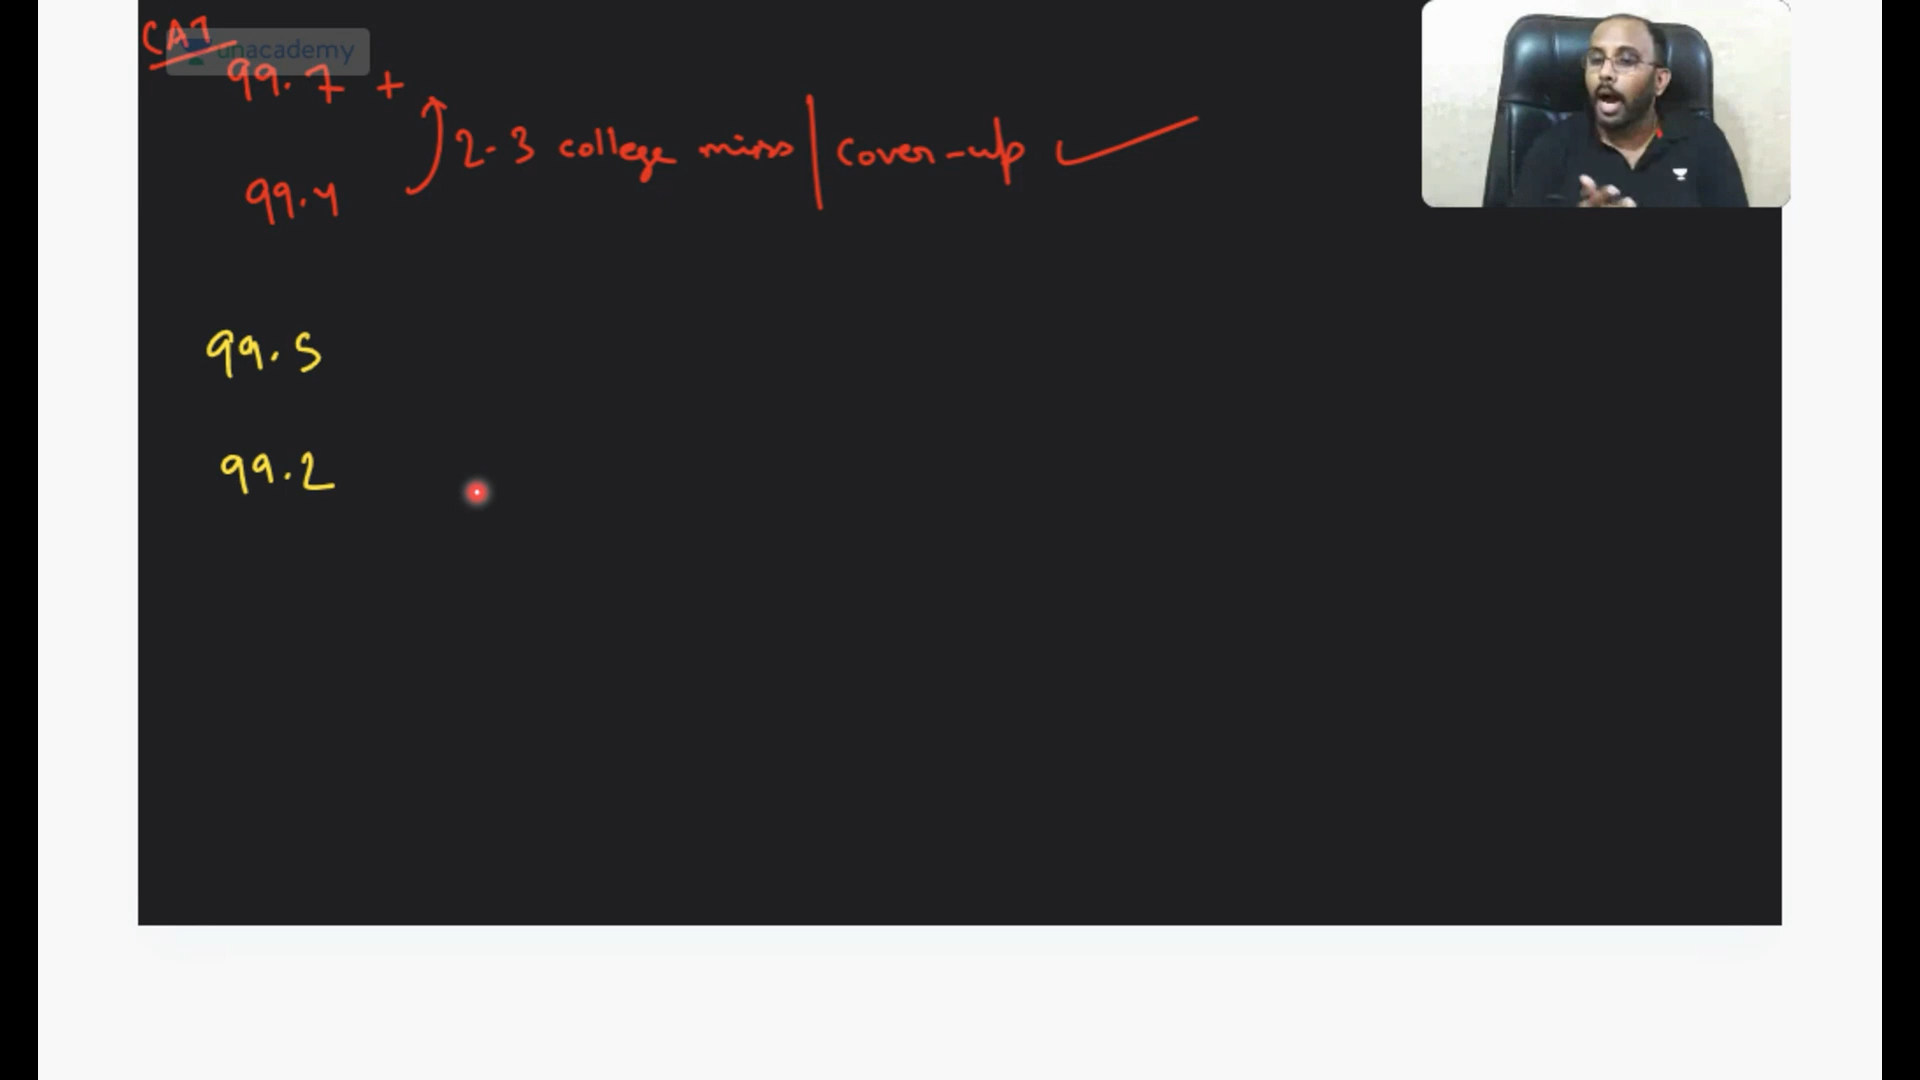 CAT
unacademy
99.7 +
2-3 college miss | cover-up ✓
99.4
99.5
99.2